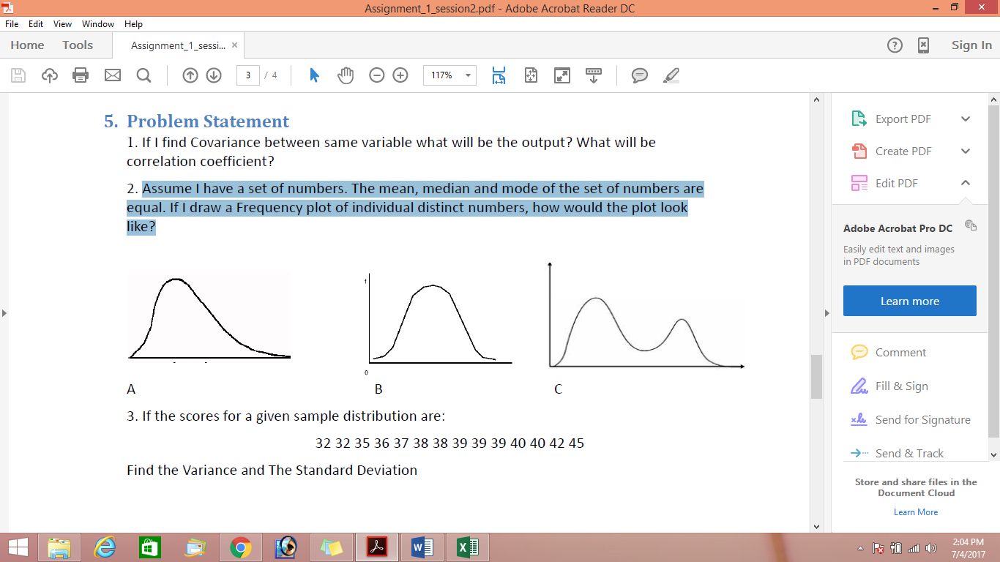 Assignment_1_session2.pdf - Adobe Acrobat Reader DC
File Edit View Window Help
Home Tools Assignment_1_sessi... × Sign In
3 / 4 117%
5. Problem Statement
1. If I find Covariance between same variable what will be the output? What will be
correlation coefficient?
2. Assume I have a set of numbers. The mean, median and mode of the set of numbers are
equal. If I draw a Frequency plot of individual distinct numbers, how would the plot look
like?
f
0
A B C
3. If the scores for a given sample distribution are:
32 32 35 36 37 38 38 39 39 39 40 40 42 45
Find the Variance and The Standard Deviation
Export PDF
Create PDF
Edit PDF
Adobe Acrobat Pro DC
Easily edit text and images
in PDF documents
Learn more
Comment
Fill & Sign
Send for Signature
Send & Track
Store and share files in the
Document Cloud
Learn More
2:04 PM
7/4/2017